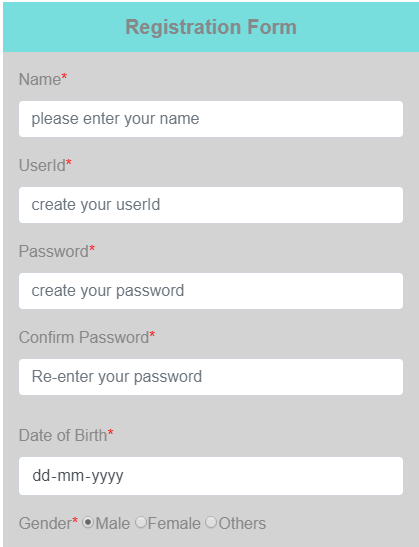 Registration Form
Name*
please enter your name
UserId*
create your userId
Password*
create your password
Confirm Password*
Re-enter your password
Date of Birth*
dd-mm-yyyy
Gender* Male Female Others